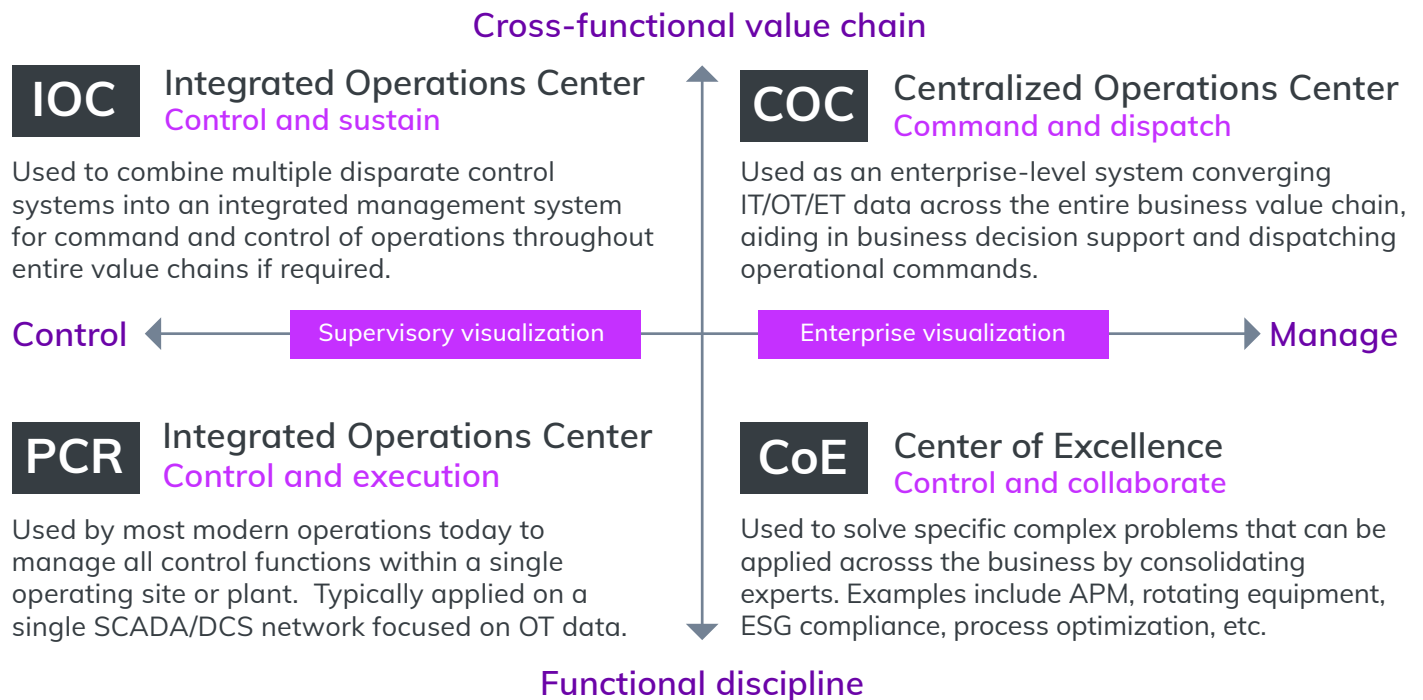 Cross-functional value chain
IOC
Integrated Operations Center
Control and sustain
Used to combine multiple disparate control
systems into an integrated management system
for command and control of operations throughout
entire value chains if required.
COC
Centralized Operations Center
Command and dispatch
Used as an enterprise-level system converging
IT/OT/ET data across the entire business value chain,
aiding in business decision support and dispatching
operational commands.
Control
Supervisory visualization
Enterprise visualization
Manage
PCR
Integrated Operations Center
Control and execution
Used by most modern operations today to
manage all control functions within a single
operating site or plant.  Typically applied on a
single SCADA/DCS network focused on OT data.
CoE
Center of Excellence
Control and collaborate
Used to solve specific complex problems that can be
applied acrosss the business by consolidating
experts. Examples include APM, rotating equipment,
ESG compliance, process optimization, etc.
Functional discipline